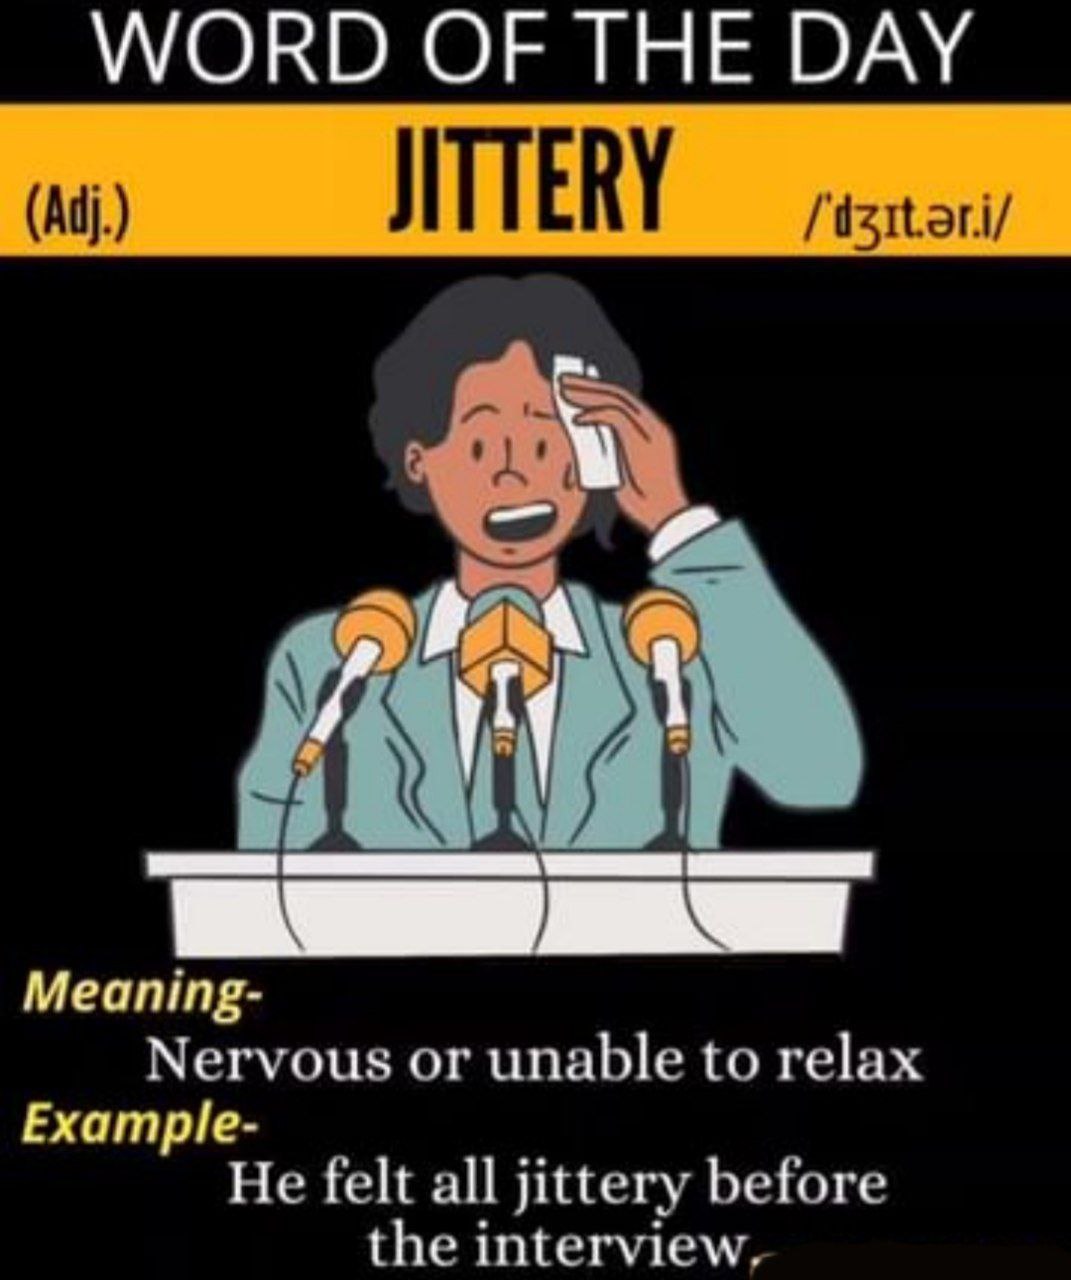 WORD OF THE DAY
(Adj.) JITTERY /ˈdʒɪt.ər.i/
Meaning-
Nervous or unable to relax
Example-
He felt all jittery before
the interview.